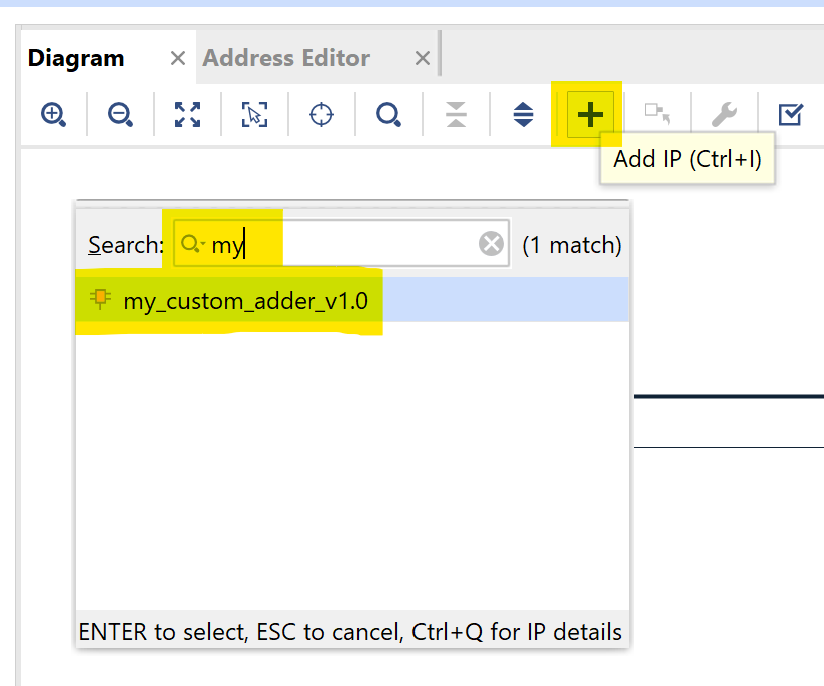 Diagram
Address Editor
Add IP (Ctrl+I)
Search: my (1 match)
my_custom_adder_v1.0
ENTER to select, ESC to cancel, Ctrl+Q for IP details